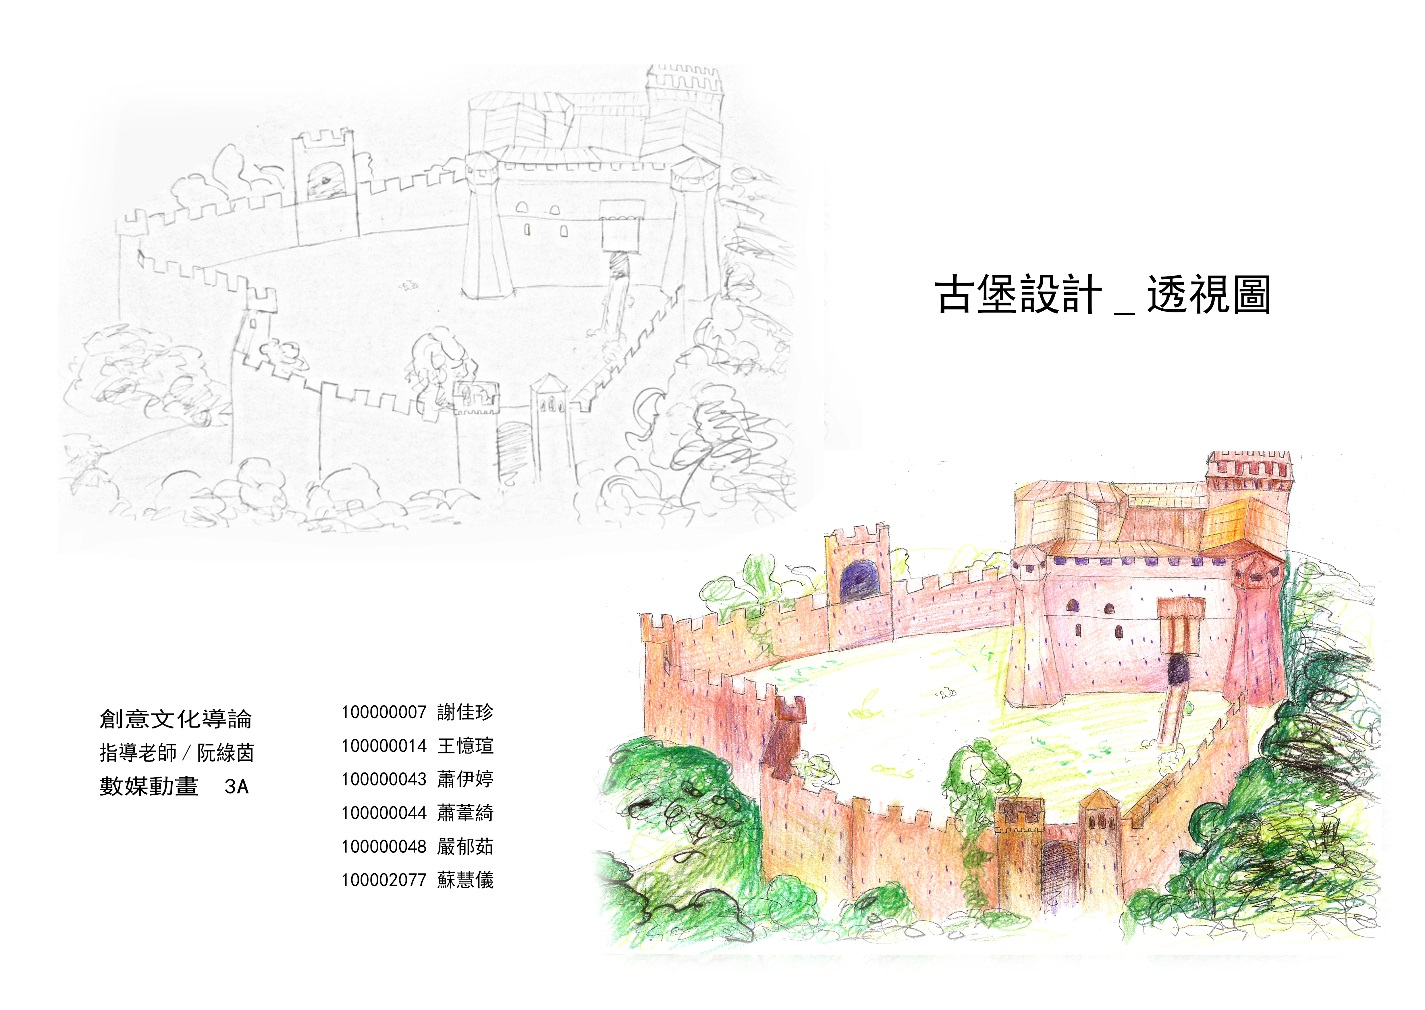 古堡設計 _ 透視圖
創意文化導論
指導老師 / 阮綠茵
數媒動畫 3A
100000007 謝佳珍
100000014 王憶瑄
100000043 蕭伊婷
100000044 蕭葦綺
100000048 嚴郁茹
100002077 蘇慧儀